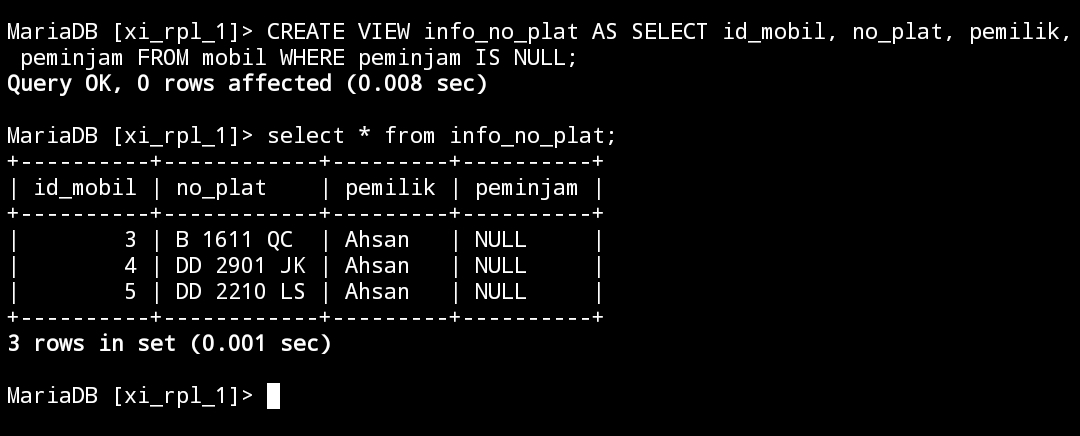 MariaDB [xi_rpl_1]> CREATE VIEW info_no_plat AS SELECT id_mobil, no_plat, pemilik,
 peminjam FROM mobil WHERE peminjam IS NULL;
Query OK, 0 rows affected (0.008 sec)

MariaDB [xi_rpl_1]> select * from info_no_plat;
+----------+------------+---------+----------+
| id_mobil | no_plat    | pemilik | peminjam |
+----------+------------+---------+----------+
|        3 | B 1611 QC  | Ahsan   | NULL     |
|        4 | DD 2901 JK | Ahsan   | NULL     |
|        5 | DD 2210 LS | Ahsan   | NULL     |
+----------+------------+---------+----------+
3 rows in set (0.001 sec)

MariaDB [xi_rpl_1]>